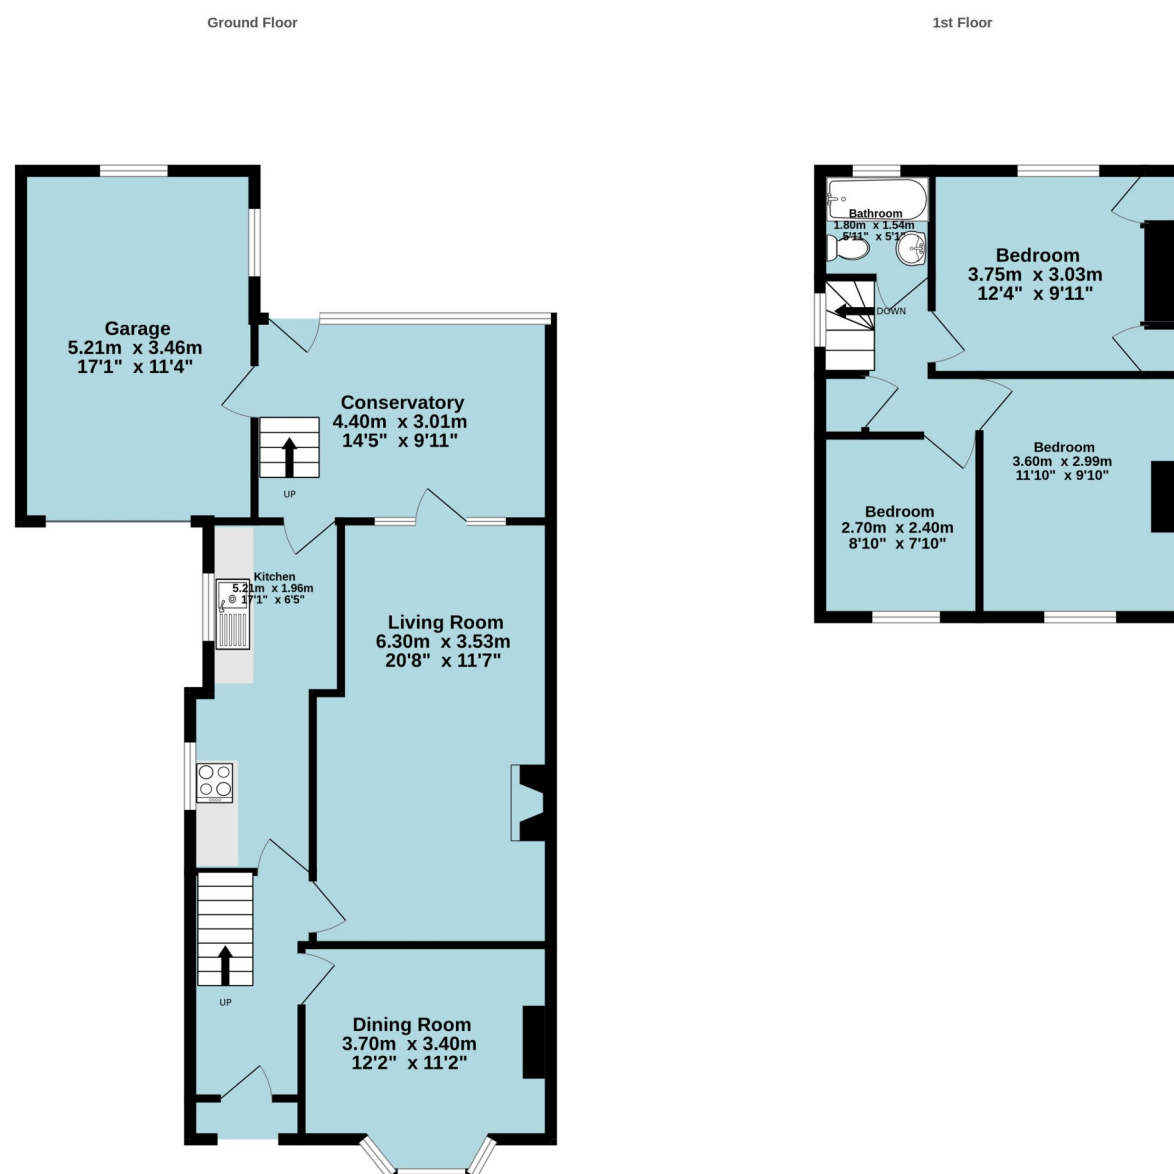 Ground Floor
1st Floor
Garage
5.21m x 3.46m
17'1" x 11'4"
Conservatory
4.40m x 3.01m
14'5" x 9'11"
UP
Kitchen
5.21m x 1.96m
17'1" x 6'5"
Living Room
6.30m x 3.53m
20'8" x 11'7"
UP
Dining Room
3.70m x 3.40m
12'2" x 11'2"
Bathroom
1.80m x 1.54m
5'11" x 5'1"
Bedroom
3.75m x 3.03m
12'4" x 9'11"
DOWN
Bedroom
3.60m x 2.99m
11'10" x 9'10"
Bedroom
2.70m x 2.40m
8'10" x 7'10"